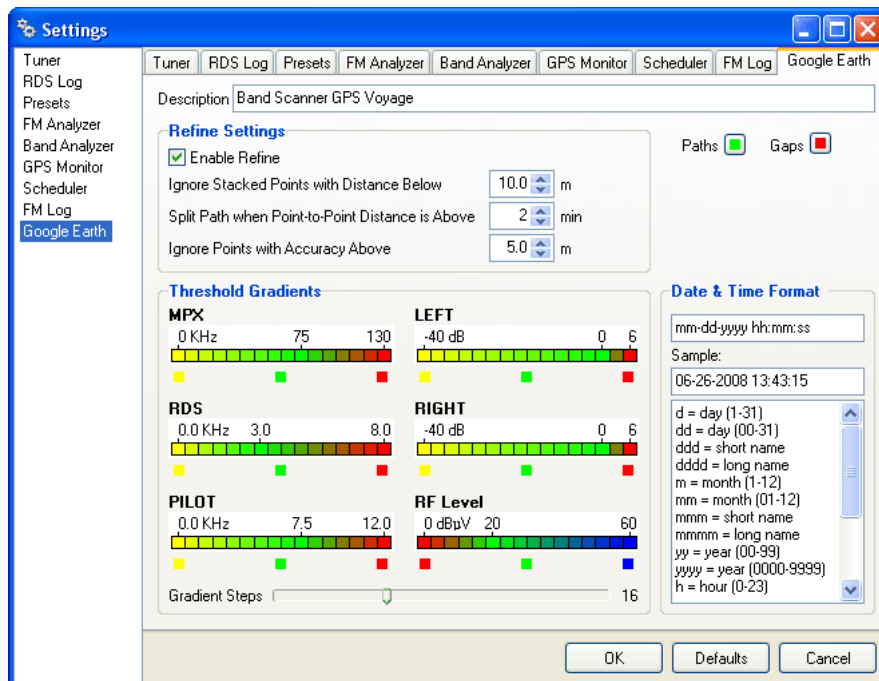 Settings
Tuner
RDS Log
Presets
FM Analyzer
Band Analyzer
GPS Monitor
Scheduler
FM Log
Google Earth
Tuner RDS Log Presets FM Analyzer Band Analyzer GPS Monitor Scheduler FM Log Google Earth
Description Band Scanner GPS Voyage
Refine Settings
Enable Refine
Ignore Stacked Points with Distance Below 10.0 m
Split Path when Point-to-Point Distance is Above 2 min
Ignore Points with Accuracy Above 5.0 m
Paths Gaps
Threshold Gradients
MPX
0 KHz 75 130
LEFT
-40 dB 0 6
RDS
0.0 KHz 3.0 8.0
RIGHT
-40 dB 0 6
PILOT
0.0 KHz 7.5 12.0
RF Level
0 dBµV 20 60
Gradient Steps 16
Date & Time Format
mm-dd-yyyy hh:mm:ss
Sample:
06-26-2008 13:43:15
d = day (1-31)
dd = day (00-31)
ddd = short name
dddd = long name
m = month (1-12)
mm = month (01-12)
mmm = short name
mmmm = long name
yy = year (00-99)
yyyy = year (0000-9999)
h = hour (0-23)
OK Defaults Cancel